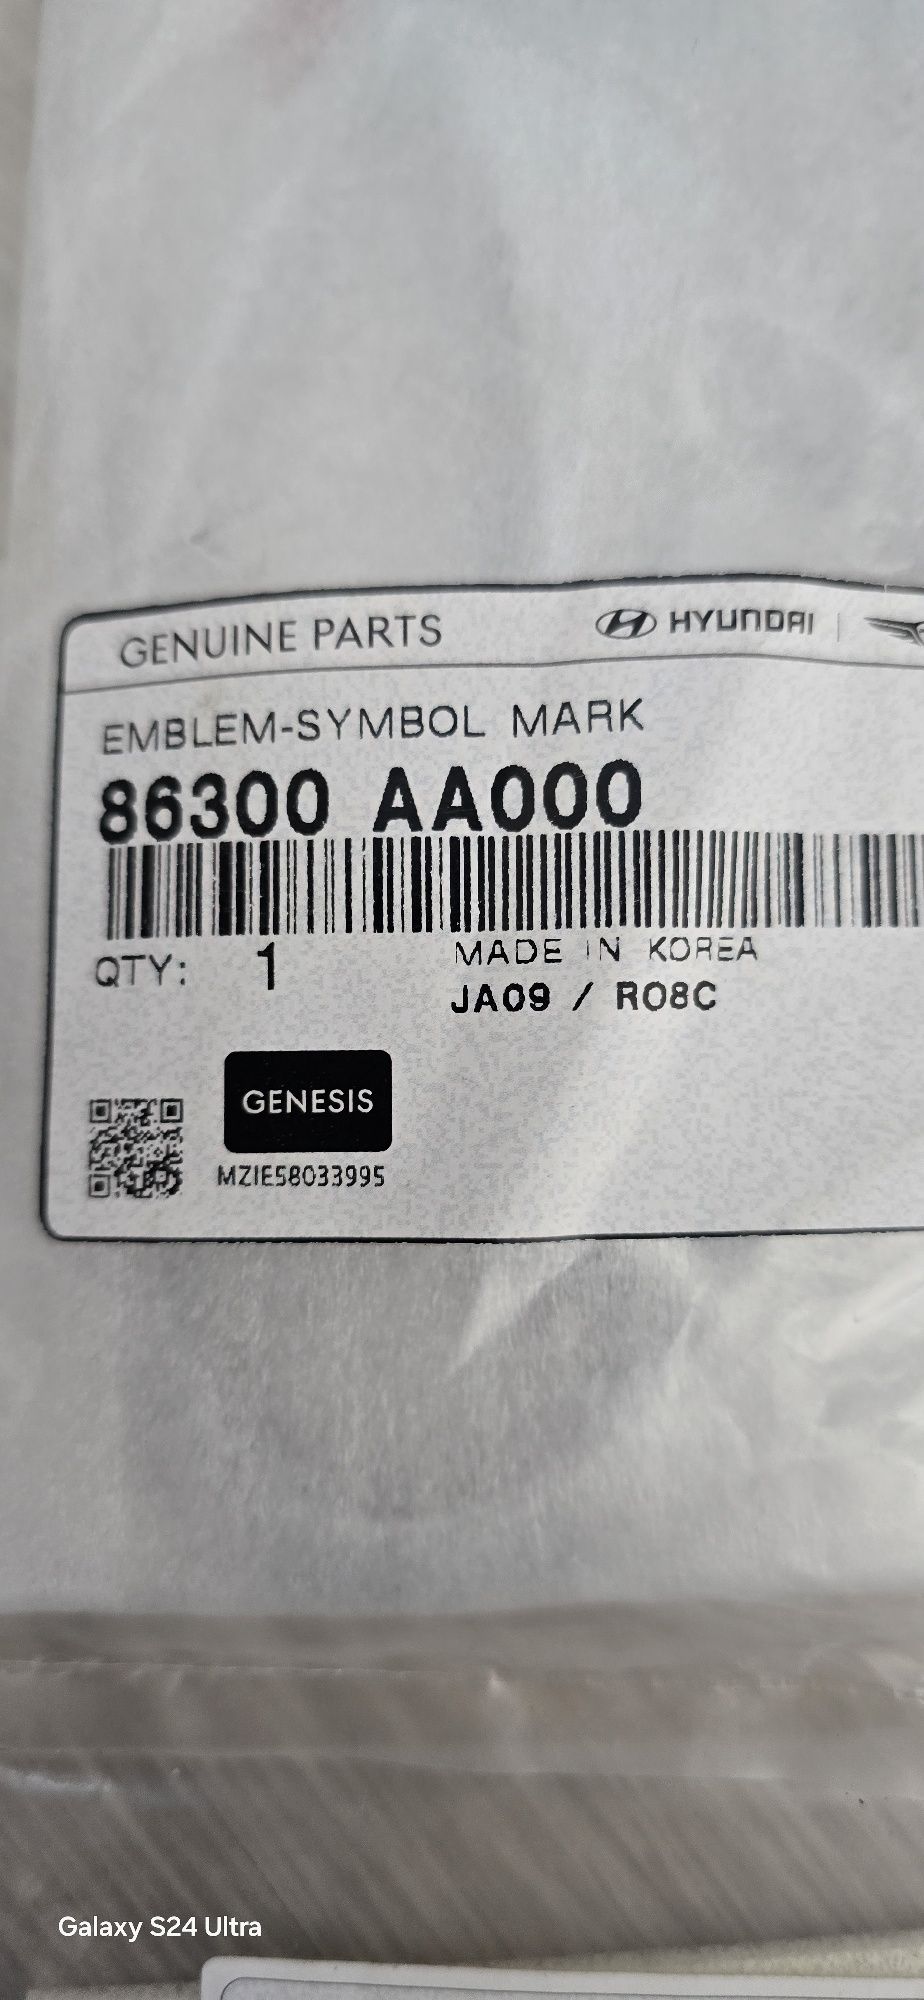 GENUINE PARTS HYUNDAI
EMBLEM-SYMBOL MARK
86300 AA000
QTY: 1 MADE IN KOREA
JA09 / R08C
GENESIS
MZIE58033995
Galaxy S24 Ultra